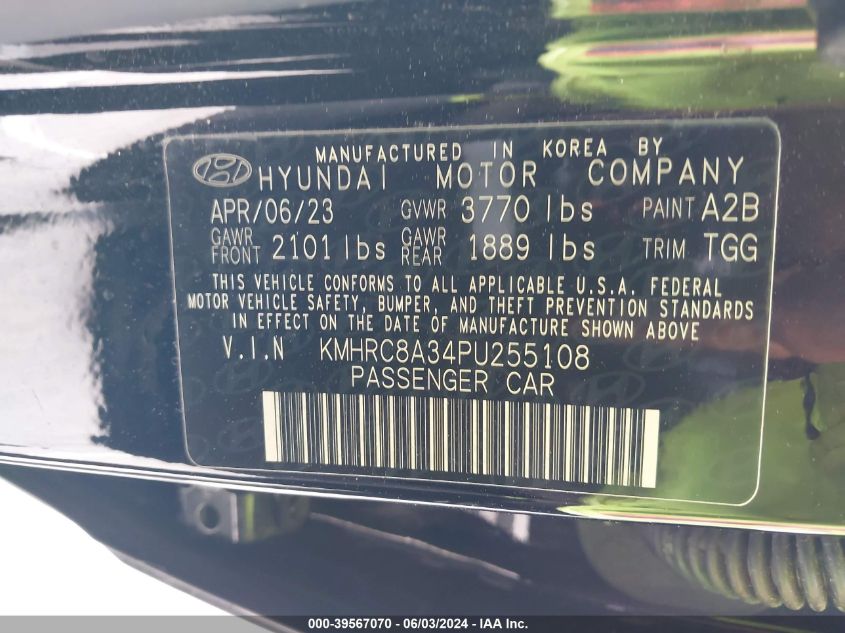 MANUFACTURED IN KOREA BY
HYUNDAI MOTOR COMPANY
APR/06/23 GVWR 3770 lbs PAINT A2B
GAWR FRONT 2101 lbs GAWR REAR 1889 lbs TRIM TGG
THIS VEHICLE CONFORMS TO ALL APPLICABLE U.S.A. FEDERAL
MOTOR VEHICLE SAFETY, BUMPER, AND THEFT PREVENTION STANDARDS
IN EFFECT ON THE DATE OF MANUFACTURE SHOWN ABOVE
V.I.N KMHRC8A34PU255108
PASSENGER CAR
000-39567070 - 06/03/2024 - IAA Inc.